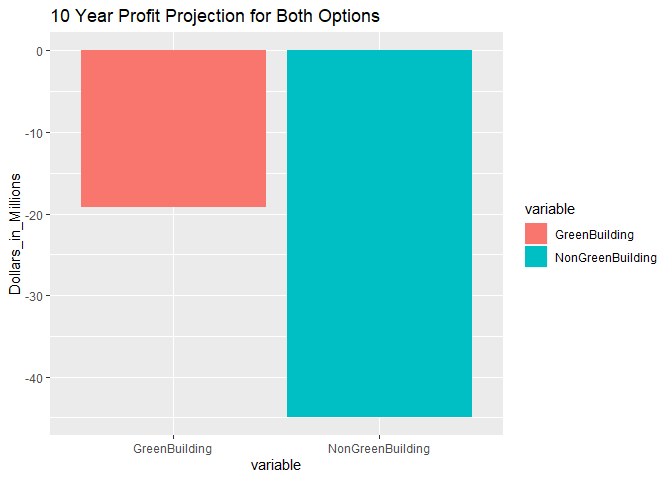 10 Year Profit Projection for Both Options
Dollars_in_Millions
0
-10
-20
-30
-40
GreenBuilding
NonGreenBuilding
variable
variable
GreenBuilding
NonGreenBuilding